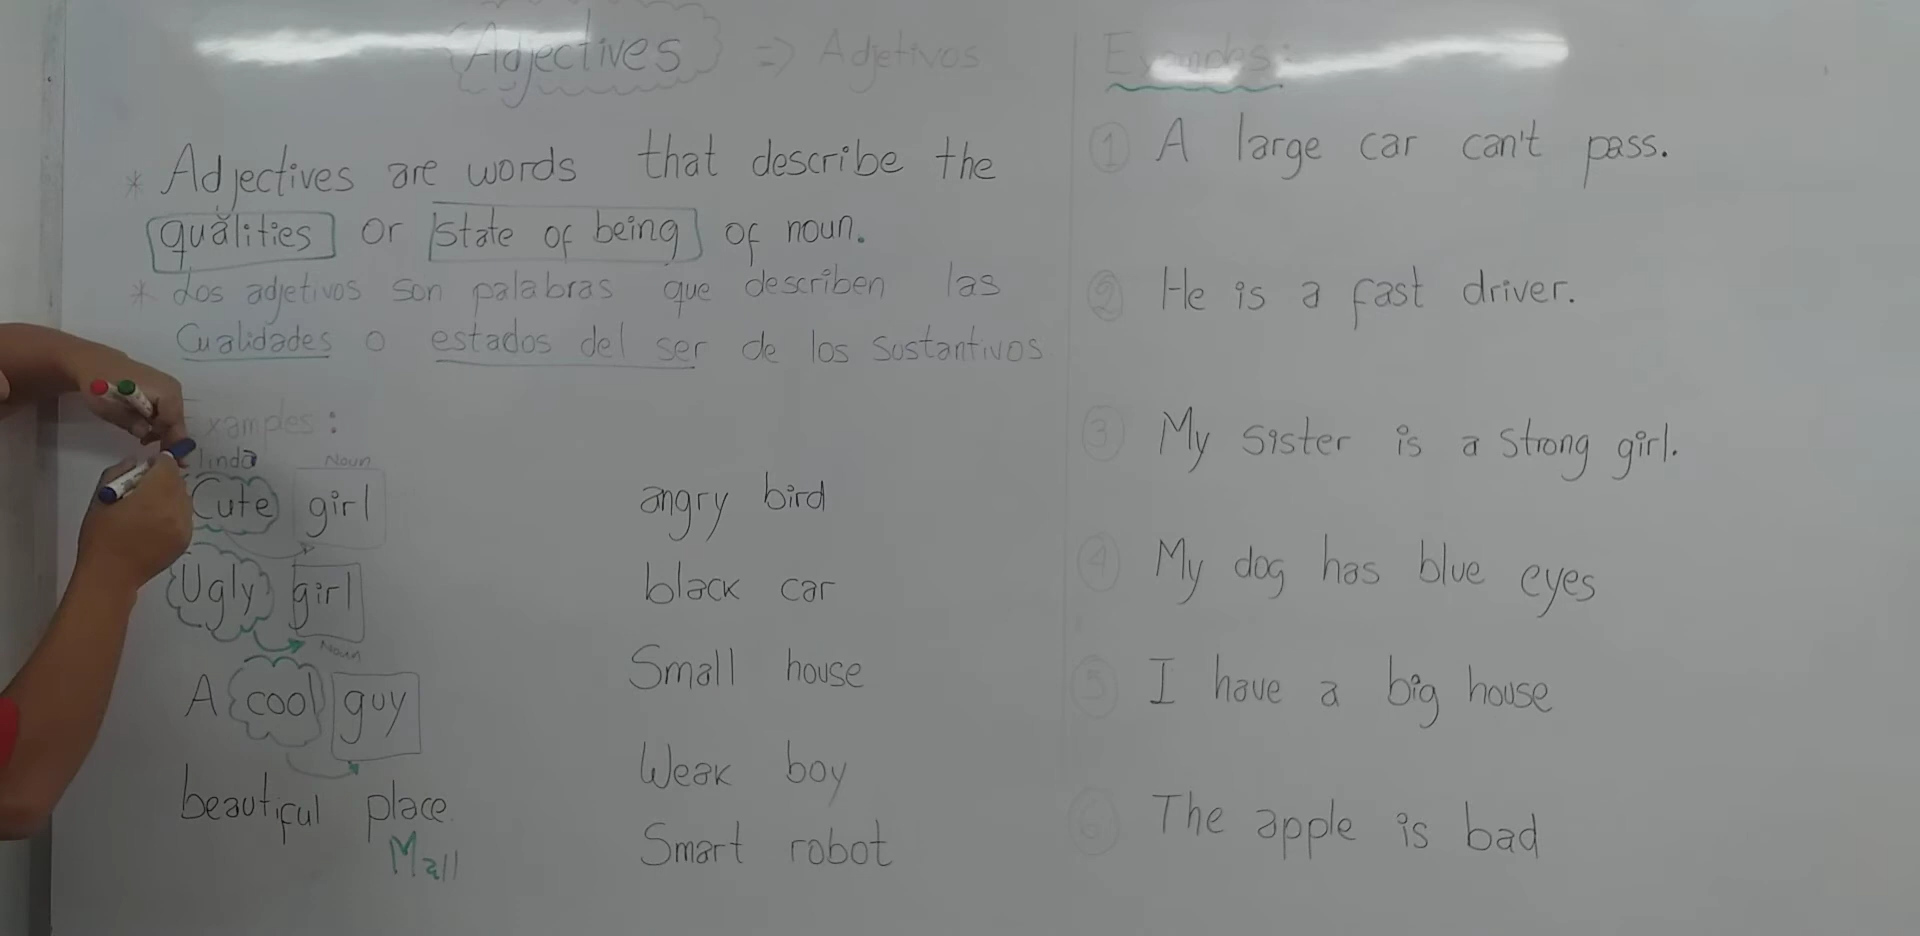 Adjectives => Adjetivos
* Adjectives are words that describe the
qualities or state of being of noun.
* Los adjetivos son palabras que describen las
Cualidades o estados del ser de los sustantivos
Examples:
linda Noun
Cute girl
Ugly girl
Noun
A cool guy
beautiful place.
Mall
angry bird
black car
Small house
Weak boy
Smart robot
Examples:
1 A large car can't pass.
2 He is a fast driver.
3 My sister is a strong girl.
4 My dog has blue eyes
5 I have a big house
6 The apple is bad